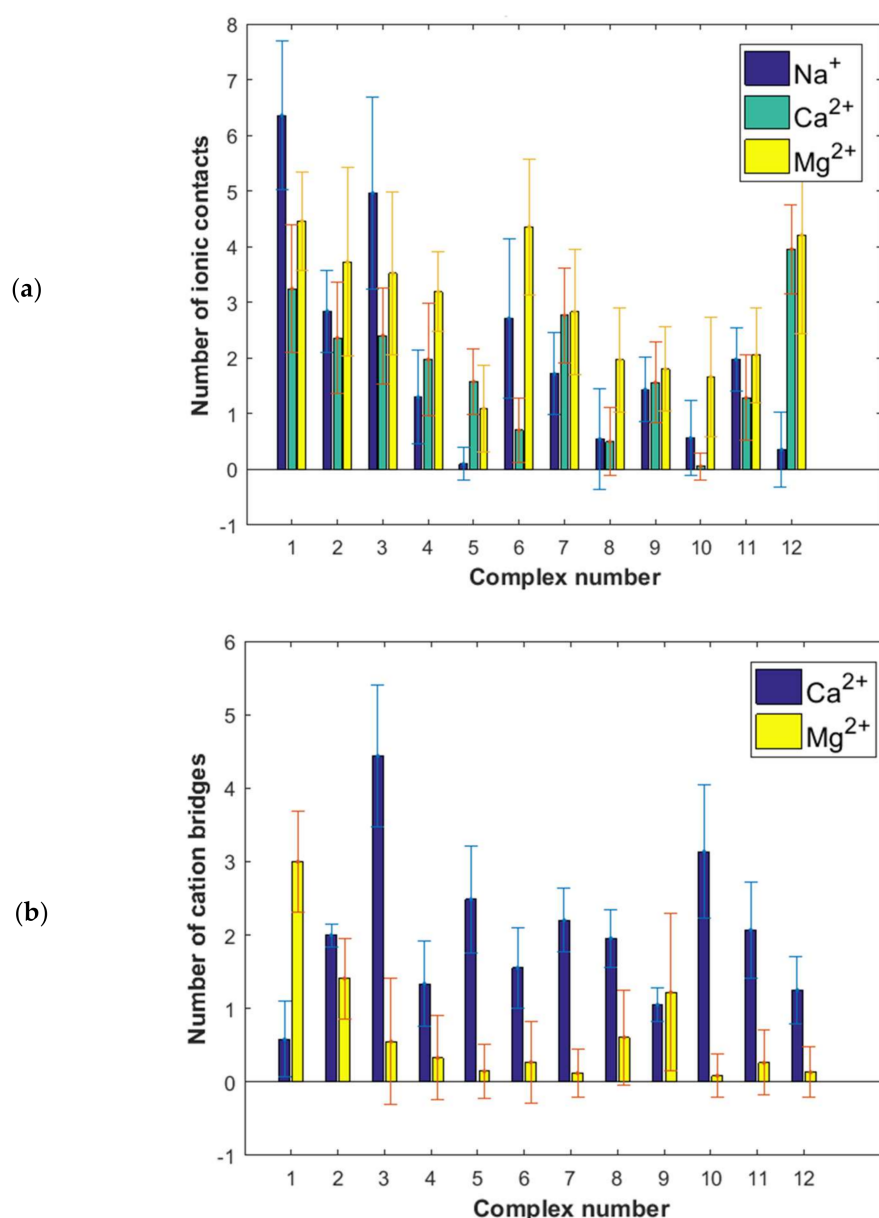 (a)
Number of ionic contacts
8
7
6
5
4
3
2
1
0
-1
Na⁺
Ca²⁺
Mg²⁺
1 2 3 4 5 6 7 8 9 10 11 12
Complex number
(b)
Number of cation bridges
6
5
4
3
2
1
0
-1
Ca²⁺
Mg²⁺
1 2 3 4 5 6 7 8 9 10 11 12
Complex number